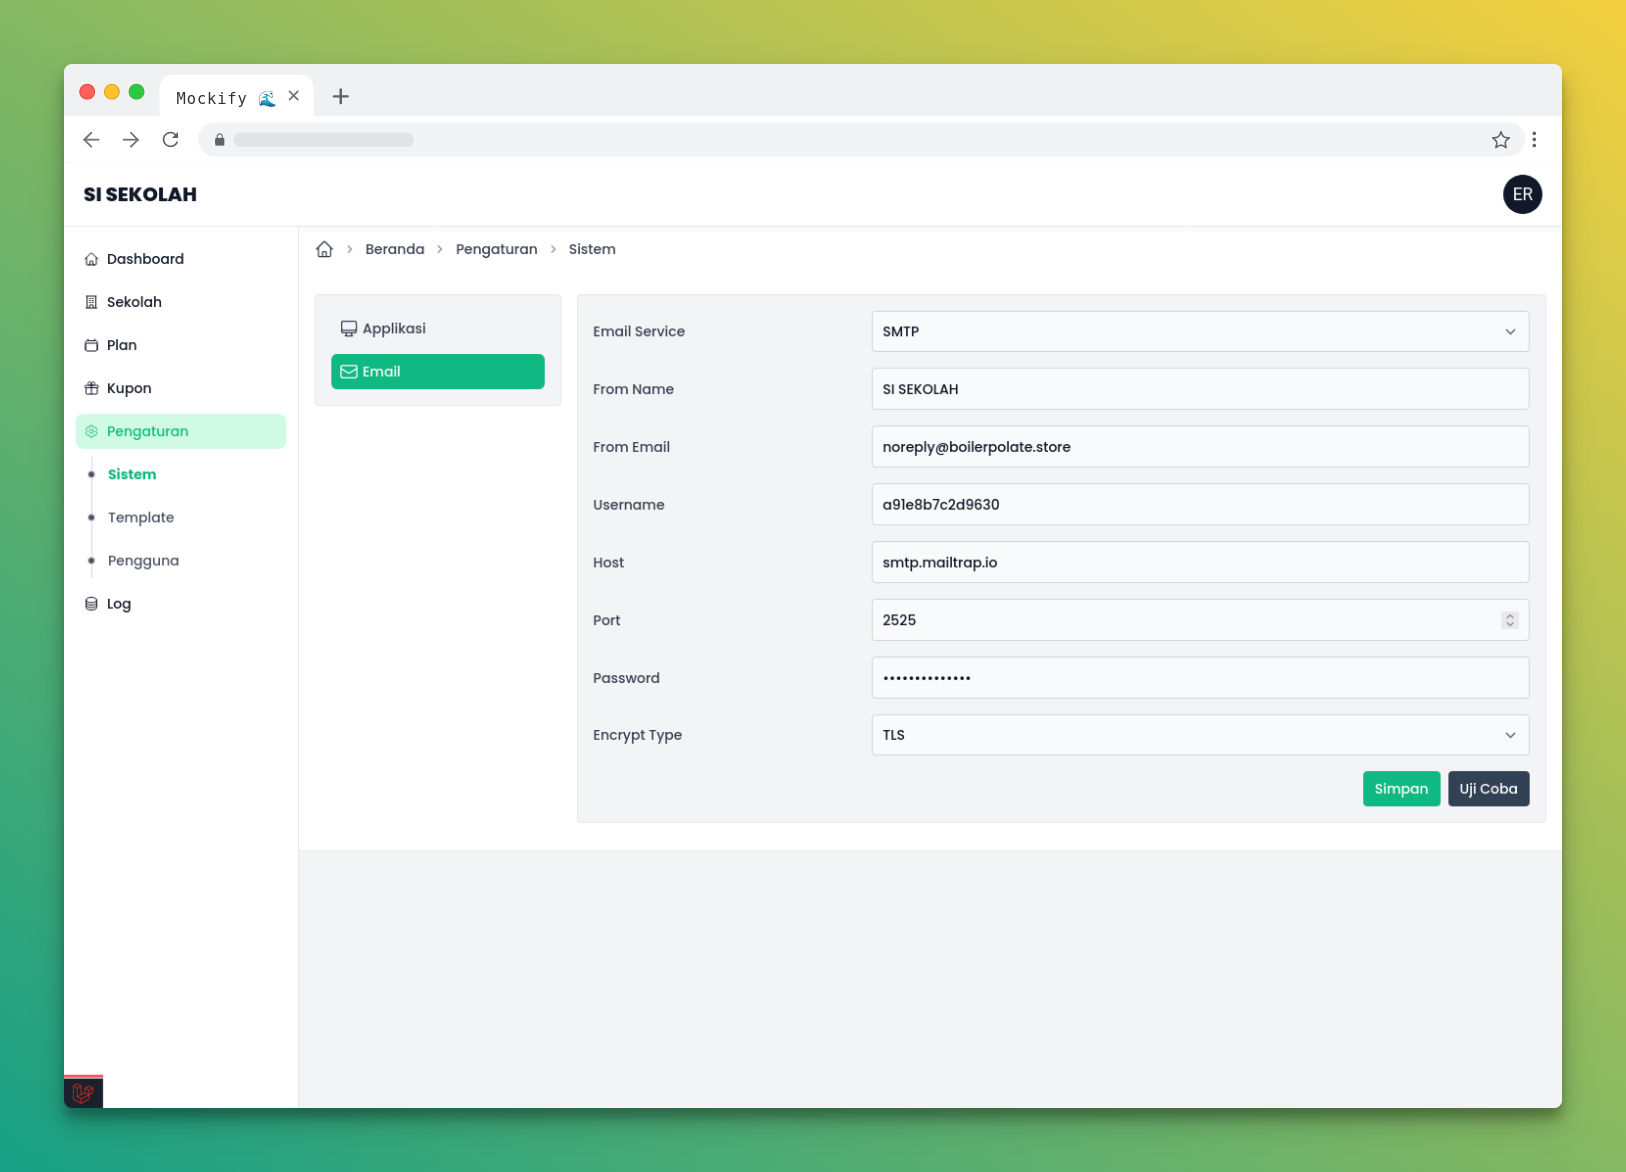 Mockify 🌊
SI SEKOLAH
ER
Dashboard
Sekolah
Plan
Kupon
Pengaturan
Sistem
Template
Pengguna
Log
Beranda > Pengaturan > Sistem
Applikasi
Email
Email Service SMTP
From Name SI SEKOLAH
From Email noreply@boilerpolate.store
Username a91e8b7c2d9630
Host smtp.mailtrap.io
Port 2525
Password ••••••••••••••
Encrypt Type TLS
Simpan Uji Coba